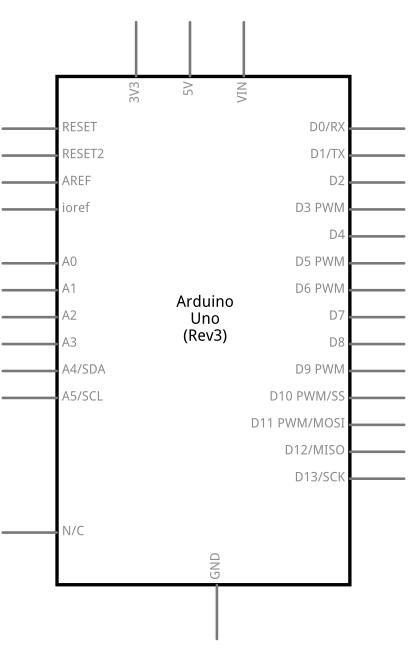 3V3
5V
VIN
RESET
RESET2
AREF
ioref
A0
A1
A2
A3
A4/SDA
A5/SCL
N/C
Arduino
Uno
(Rev3)
D0/RX
D1/TX
D2
D3 PWM
D4
D5 PWM
D6 PWM
D7
D8
D9 PWM
D10 PWM/SS
D11 PWM/MOSI
D12/MISO
D13/SCK
GND